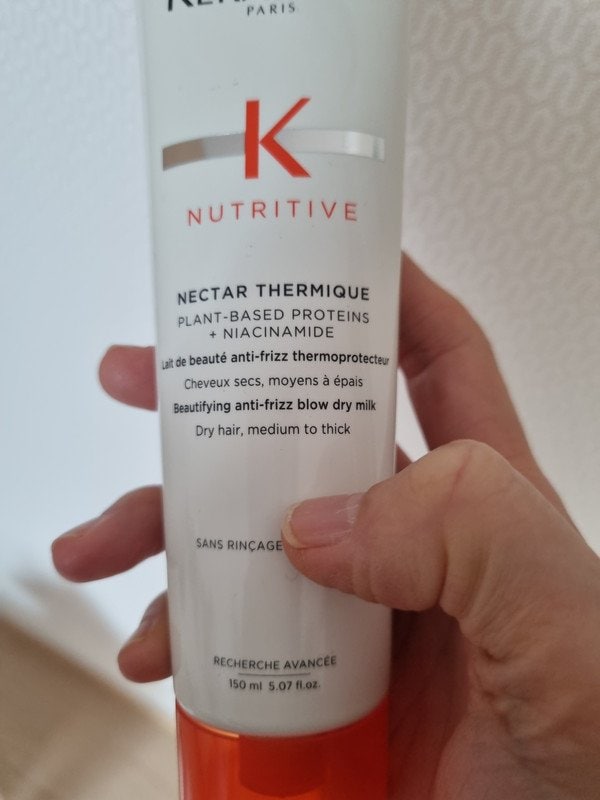 PARIS
K
NUTRITIVE
NECTAR THERMIQUE
PLANT-BASED PROTEINS
+ NIACINAMIDE
Lait de beauté anti-frizz thermoprotecteur
Cheveux secs, moyens à épais
Beautifying anti-frizz blow dry milk
Dry hair, medium to thick
SANS RINÇAGE
RECHERCHE AVANCÉE
150 ml 5.07 fl.oz.